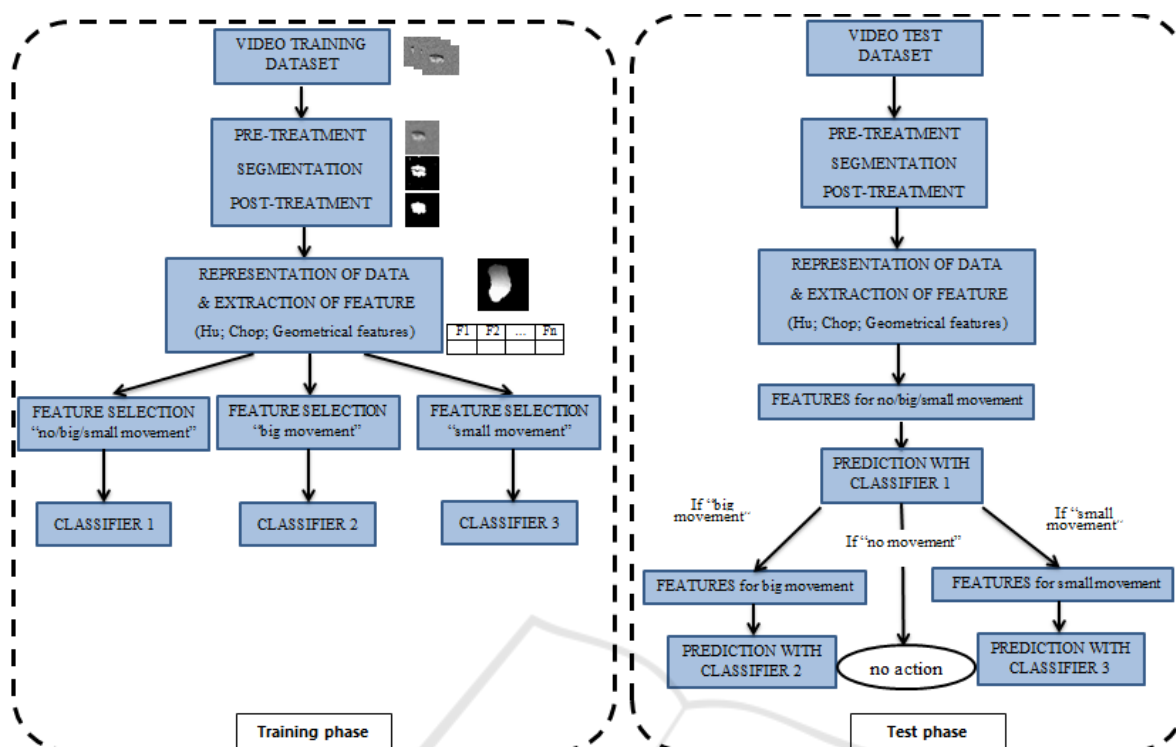 VIDEO TRAINING
DATASET
PRE-TREATMENT
SEGMENTATION
POST-TREATMENT
REPRESENTATION OF DATA
& EXTRACTION OF FEATURE
(Hu; Chop; Geometrical features)
F1 F2 ... Fn
FEATURE SELECTION
“no/big/small movement”
FEATURE SELECTION
“big movement”
FEATURE SELECTION
“small movement”
CLASSIFIER 1
CLASSIFIER 2
CLASSIFIER 3
Training phase
VIDEO TEST
DATASET
PRE-TREATMENT
SEGMENTATION
POST-TREATMENT
REPRESENTATION OF DATA
& EXTRACTION OF FEATURE
(Hu; Chop; Geometrical features)
FEATURES for no/big/small movement
PREDICTION WITH
CLASSIFIER 1
If “big
movement”
If “no movement”
If “small
movement”
FEATURES for big movement
FEATURES for small movement
PREDICTION WITH
CLASSIFIER 2
no action
PREDICTION WITH
CLASSIFIER 3
Test phase